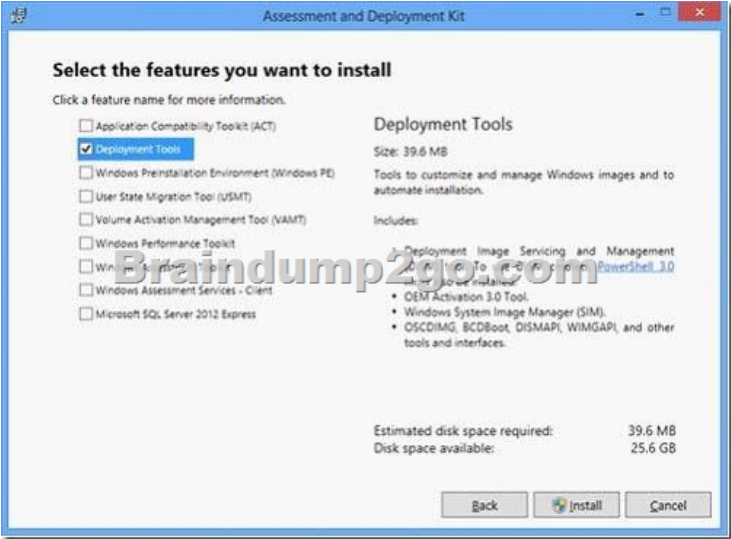 Assessment and Deployment Kit
Select the features you want to install
Click a feature name for more information.
Application Compatibility Toolkit (ACT)
Deployment Tools
Windows Preinstallation Environment (Windows PE)
User State Migration Tool (USMT)
Volume Activation Management Tool (VAMT)
Windows Performance Toolkit
Windows Assessment Services - Client
Microsoft SQL Server 2012 Express
Braindump2go.com
Deployment Tools
Size: 39.6 MB
Tools to customize and manage Windows images and to
automate installation.
Includes:
Deployment Image Servicing and Management
PowerShell 3.0
• OEM Activation 3.0 Tool.
• Windows System Image Manager (SIM).
• OSCDIMG, BCDBoot, DISMAPI, WIMGAPI, and other
tools and interfaces.
Estimated disk space required: 39.6 MB
Disk space available: 25.6 GB
Back
Install
Cancel